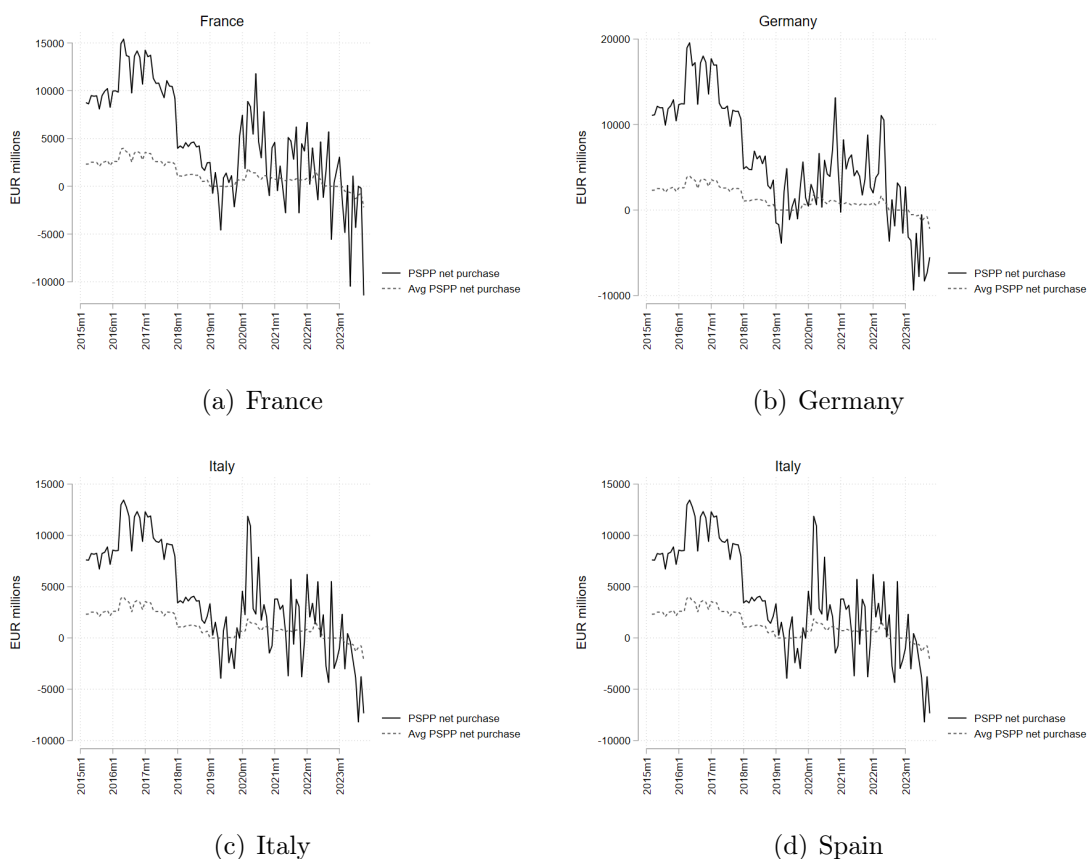 France
15000
10000
5000
0
-5000
-10000
EUR millions
2015m1
2016m1
2017m1
2018m1
2019m1
2020m1
2021m1
2022m1
2023m1
PSPP net purchase
Avg PSPP net purchase
(a) France
Germany
20000
10000
0
-10000
EUR millions
2015m1
2016m1
2017m1
2018m1
2019m1
2020m1
2021m1
2022m1
2023m1
PSPP net purchase
Avg PSPP net purchase
(b) Germany
Italy
15000
10000
5000
0
-5000
-10000
EUR millions
2015m1
2016m1
2017m1
2018m1
2019m1
2020m1
2021m1
2022m1
2023m1
PSPP net purchase
Avg PSPP net purchase
(c) Italy
Italy
15000
10000
5000
0
-5000
-10000
EUR millions
2015m1
2016m1
2017m1
2018m1
2019m1
2020m1
2021m1
2022m1
2023m1
PSPP net purchase
Avg PSPP net purchase
(d) Spain